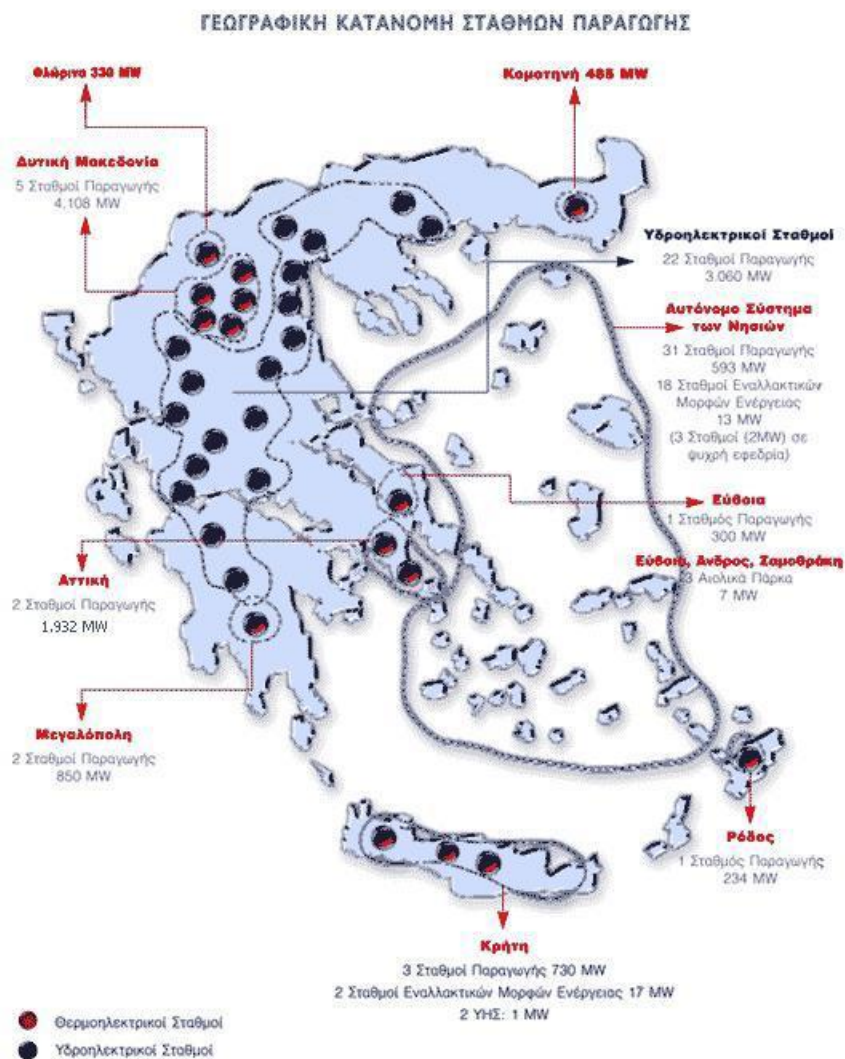 ΓΕΩΓΡΑΦΙΚΗ ΚΑΤΑΝΟΜΗ ΣΤΑΘΜΩΝ ΠΑΡΑΓΩΓΗΣ
Φλώρινα 330 MW
Κομοτηνή 485 MW
Δυτική Μακεδονία
5 Σταθμοί Παραγωγής
4.108 MW
Υδροηλεκτρικοί Σταθμοί
22 Σταθμοί Παραγωγής
3.060 MW
Αυτόνομο Σύστημα
των Νησιών
31 Σταθμοί Παραγωγής
593 MW
18 Σταθμοί Εναλλακτικών
Μορφών Ενέργειας
13 MW
(3 Σταθμοί (2MW) σε
ψυχρή εφεδρία)
Εύβοια
1 Σταθμός Παραγωγής
300 MW
Εύβοια, Άνδρος, Σαμοθράκη
3 Αιολικά Πάρκα
7 MW
Αττική
2 Σταθμοί Παραγωγής
1.932 MW
Μεγαλόπολη
2 Σταθμοί Παραγωγής
850 MW
Ρόδος
1 Σταθμός Παραγωγής
234 MW
Κρήτη
3 Σταθμοί Παραγωγής 730 MW
2 Σταθμοί Εναλλακτικών Μορφών Ενέργειας 17 MW
2 ΥΗΣ: 1 MW
Θερμοηλεκτρικοί Σταθμοί
Υδροηλεκτρικοί Σταθμοί